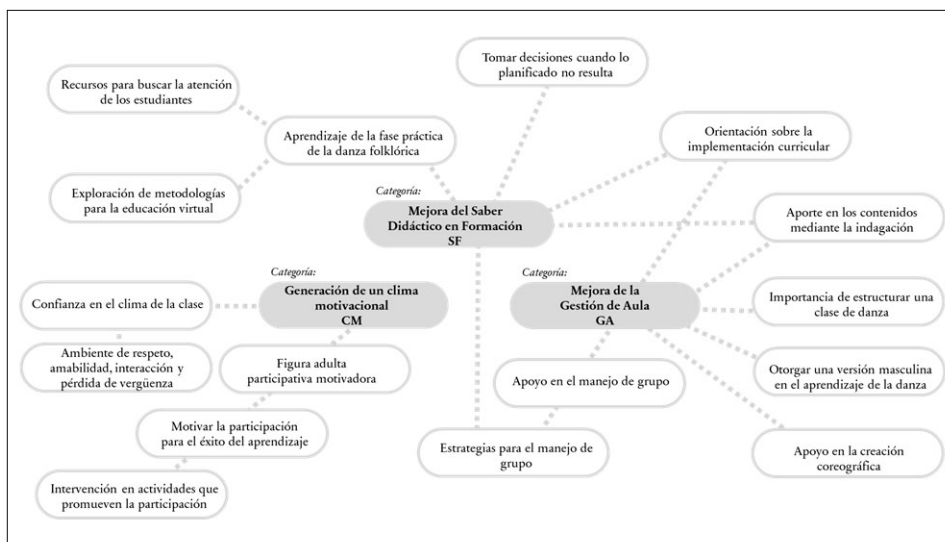 Tomar decisiones cuando lo
planificado no resulta
Recursos para buscar la atención
de los estudiantes
Aprendizaje de la fase práctica
de la danza folklórica
Orientación sobre la
implementación curricular
Exploración de metodologías
para la educación virtual
Categoría:
Mejora del Saber
Didáctico en Formación
SF
Aporte en los contenidos
mediante la indagación
Categoría:
Generación de un clima
motivacional
CM
Categoría:
Mejora de la
Gestión de Aula
GA
Confianza en el clima de la clase
Importancia de estructurar una
clase de danza
Ambiente de respeto,
amabilidad, interacción y
pérdida de vergüenza
Figura adulta
participativa motivadora
Apoyo en el manejo de grupo
Otorgar una versión masculina
en el aprendizaje de la danza
Motivar la participación
para el éxito del aprendizaje
Estrategias para el manejo de
grupo
Apoyo en la creación
coreográfica
Intervención en actividades que
promueven la participación